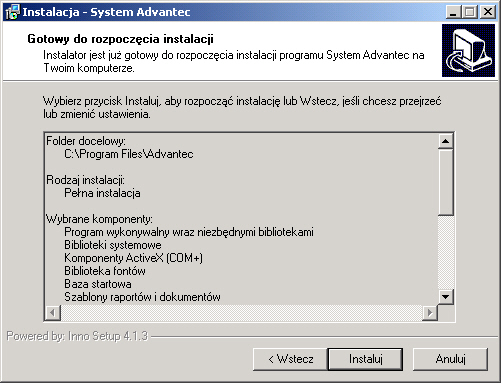 Instalacja - System Advantec
Gotowy do rozpoczęcia instalacji
Instalator jest już gotowy do rozpoczęcia instalacji programu System Advantec na
Twoim komputerze.
Wybierz przycisk Instaluj, aby rozpocząć instalację lub Wstecz, jeśli chcesz przejrzeć
lub zmienić ustawienia.
Folder docelowy:
C:\Program Files\Advantec
Rodzaj instalacji:
Pełna instalacja
Wybrane komponenty:
Program wykonywalny wraz niezbędnymi bibliotekami
Biblioteki systemowe
Komponenty ActiveX (COM+)
Biblioteka fontów
Baza startowa
Szablony raportów i dokumentów
Powered by: Inno Setup 4.1.3
< Wstecz
Instaluj
Anuluj